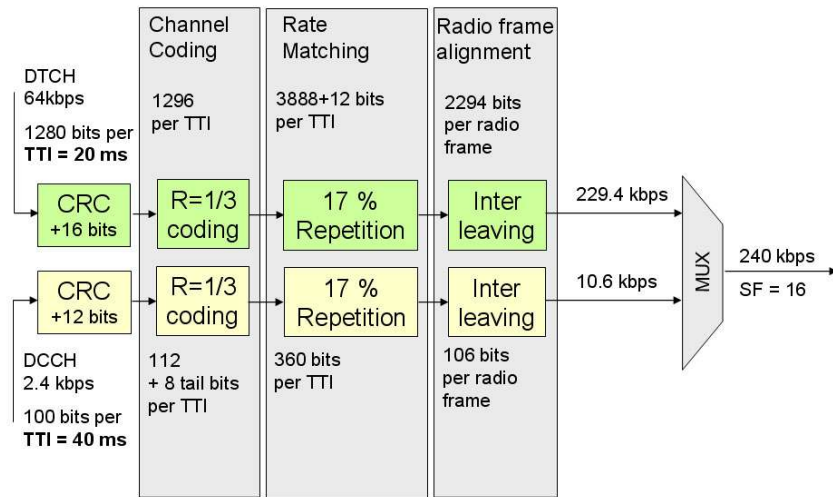 Channel
Coding
Rate
Matching
Radio frame
alignment
DTCH
64kbps
1280 bits per
TTI = 20 ms
1296
per TTI
3888+12 bits
per TTI
2294 bits
per radio
frame
CRC
+16 bits
R=1/3
coding
17 %
Repetition
Inter
leaving
229.4 kbps
CRC
+12 bits
R=1/3
coding
17 %
Repetition
Inter
leaving
10.6 kbps
MUX
240 kbps
SF = 16
DCCH
2.4 kbps
100 bits per
TTI = 40 ms
112
+ 8 tail bits
per TTI
360 bits
per TTI
106 bits
per radio
frame